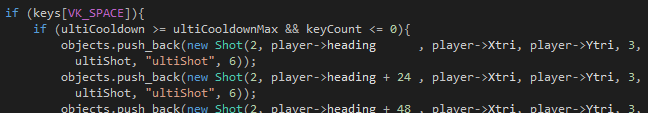 if (keys[VK_SPACE]){
if (ultiCooldown >= ultiCooldownMax && keyCount <= 0){
objects.push_back(new Shot(2, player->heading      , player->Xtri, player->Ytri, 3,
ultiShot, "ultiShot", 6));
objects.push_back(new Shot(2, player->heading + 24 , player->Xtri, player->Ytri, 3,
ultiShot, "ultiShot", 6));
objects.push_back(new Shot(2, player->heading + 48 , player->Xtri, player->Ytri, 3,